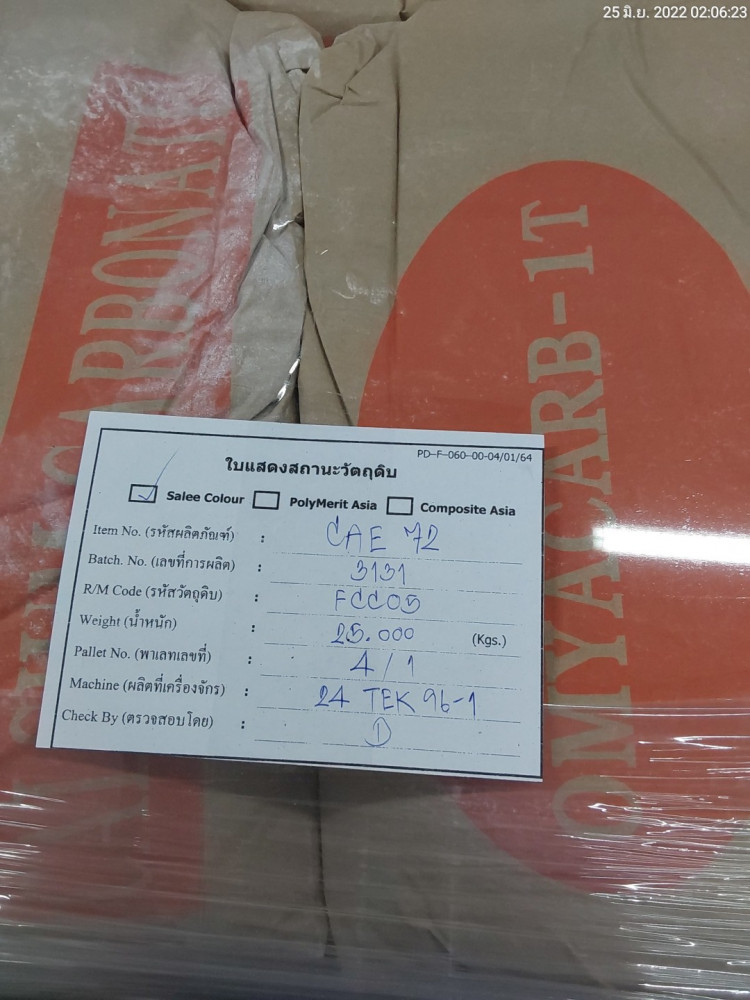 25 มิ.ย. 2022 02:06:23
CALCIUM CARBONAT
OMYACARB-1T
PD-F-060-00-04/01/64
ใบแสดงสถานะวัตถุดิบ
Salee Colour PolyMerit Asia Composite Asia
Item No. (รหัสผลิตภัณฑ์) : CAE 72
Batch. No. (เลขที่การผลิต) : 3131
R/M Code (รหัสวัตถุดิบ) : FCC05
Weight (น้ำหนัก) : 25.000 (Kgs.)
Pallet No. (พาเลทเลขที่) : 4/1
Machine (ผลิตที่เครื่องจักร) : 24 TEK 96-1
Check By (ตรวจสอบโดย) : D